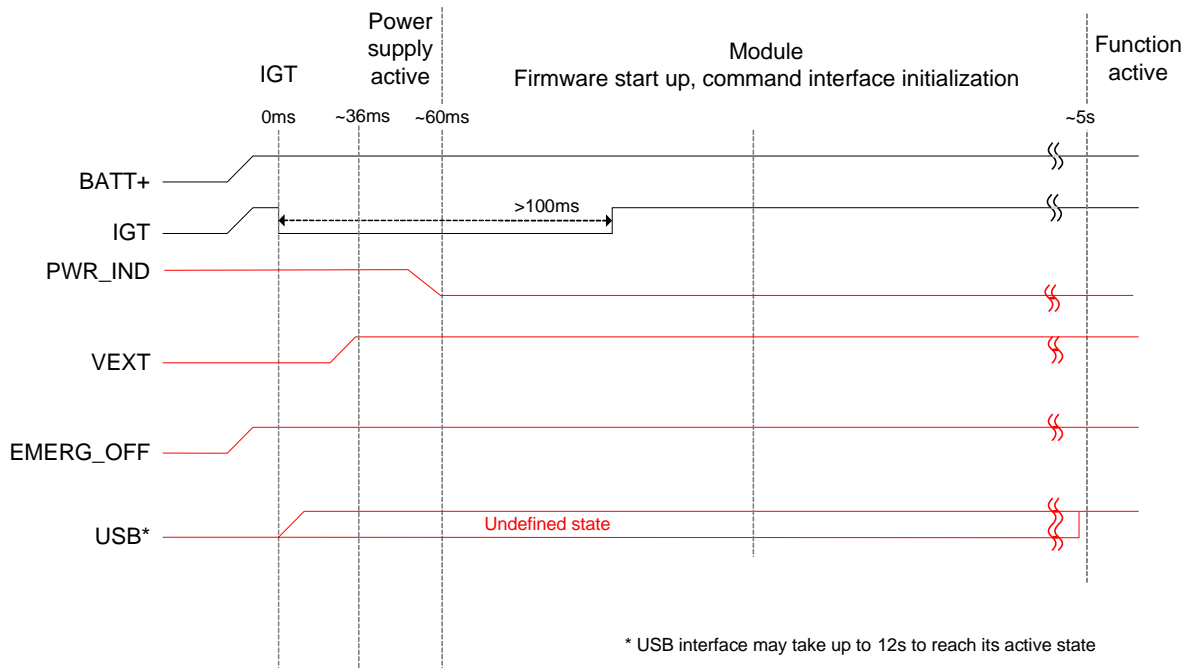 Power
supply
active
IGT
Module
Firmware start up, command interface initialization
Function
active
0ms
~36ms
~60ms
~5s
BATT+
>100ms
IGT
PWR_IND
VEXT
EMERG_OFF
Undefined state
USB*
* USB interface may take up to 12s to reach its active state